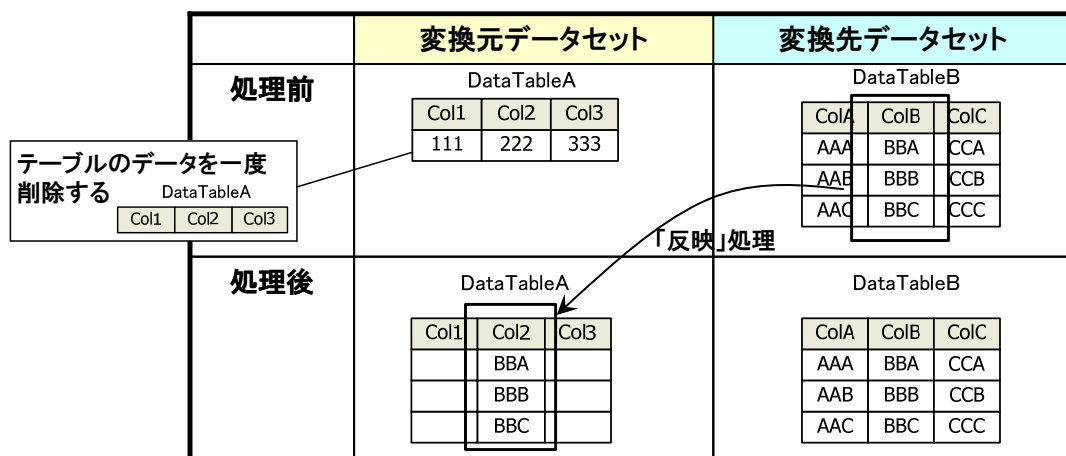 変換元データセット 変換先データセット
処理前
DataTableA
Col1 Col2 Col3
111 222 333
DataTableB
ColA ColB ColC
AAA BBA CCA
AAB BBB CCB
AAC BBC CCC
テーブルのデータを一度
削除する
DataTableA
Col1 Col2 Col3
「反映」処理
処理後
DataTableA
Col1 Col2 Col3
BBA
BBB
BBC
DataTableB
ColA ColB ColC
AAA BBA CCA
AAB BBB CCB
AAC BBC CCC